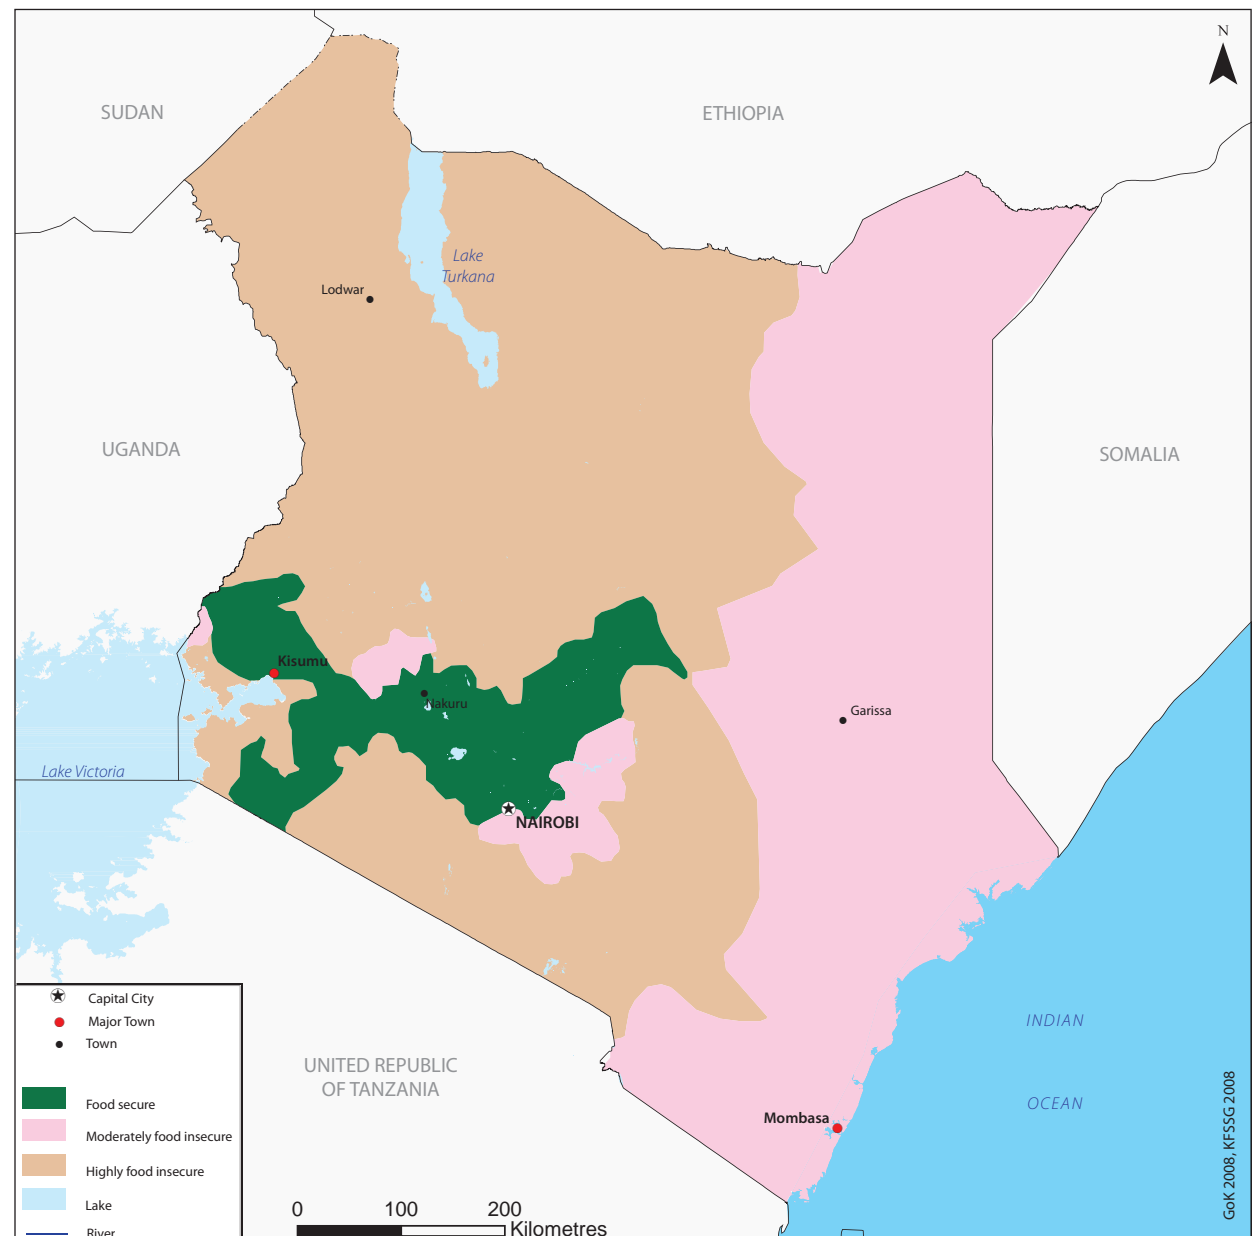 N
SUDAN
ETHIOPIA
Lake
Turkana
Lodwar
UGANDA
SOMALIA
Kisumu
Nakuru
Garissa
Lake Victoria
NAIROBI
Capital City
Major Town
Town
INDIAN
OCEAN
UNITED REPUBLIC
OF TANZANIA
Mombasa
Food secure
Moderately food insecure
Highly food insecure
Lake
River
0 100 200
Kilometres
GoK 2008, KFSSG 2008